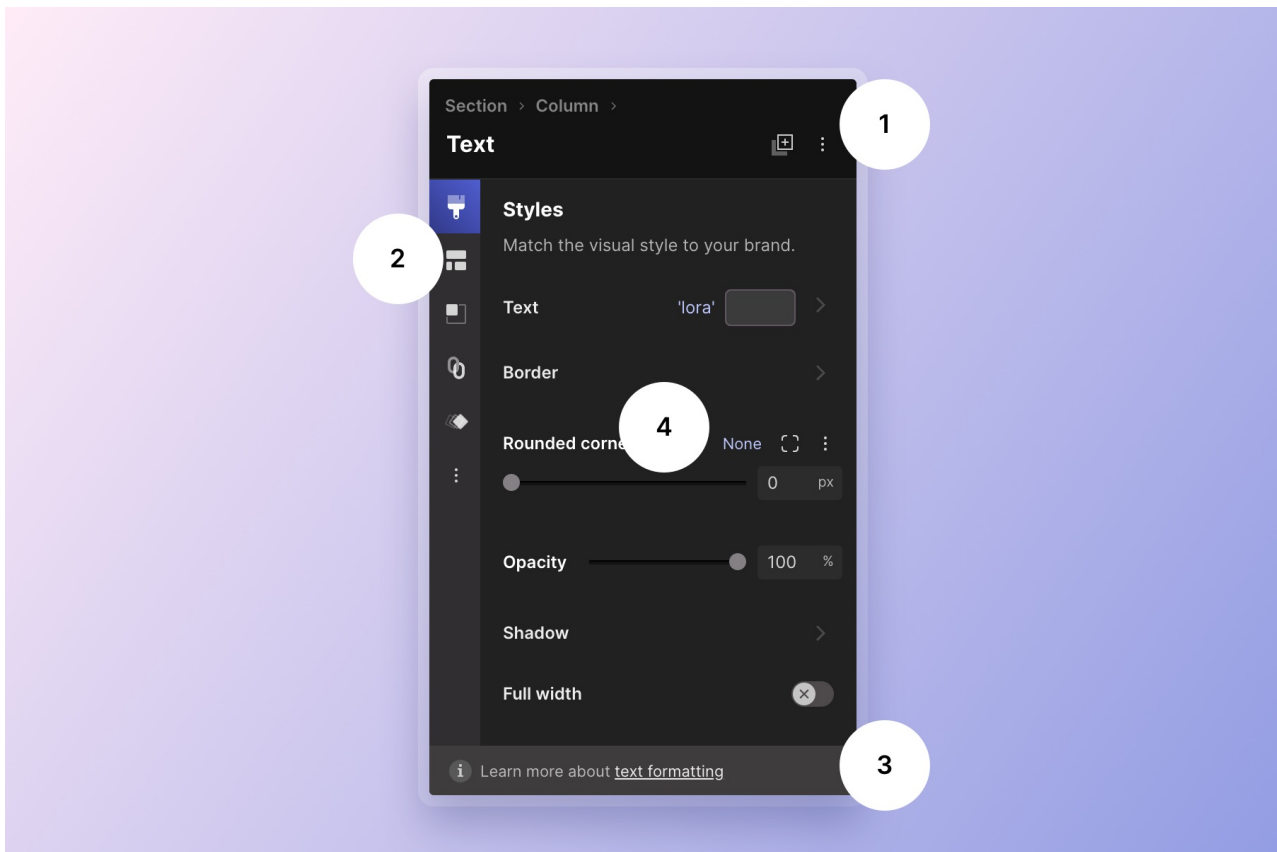 Section > Column >
1
Text
Styles
2
Match the visual style to your brand.
Text 'lora'
Border
4
Rounded corne None
0 px
Opacity 100 %
Shadow
Full width
3
Learn more about text formatting